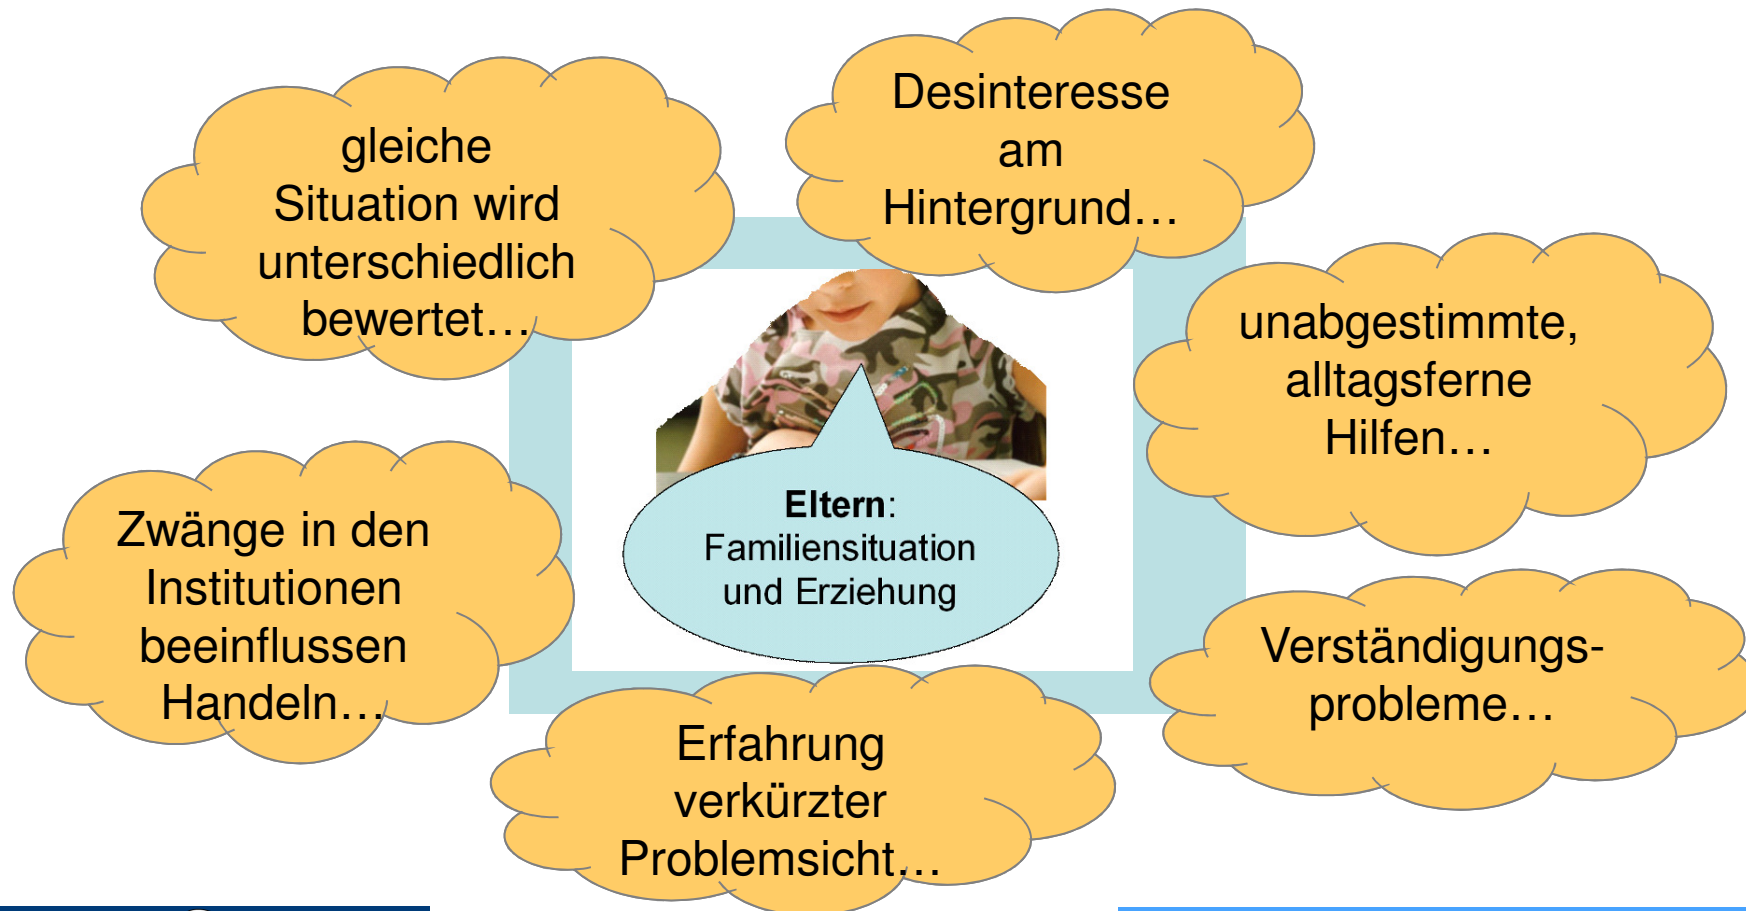 gleiche
Situation wird
unterschiedlich
bewertet…
Desinteresse
am
Hintergrund…
unabgestimmte,
alltagsferne
Hilfen…
Eltern:
Familiensituation
und Erziehung
Zwänge in den
Institutionen
beeinflussen
Handeln…
Verständigungs-
probleme…
Erfahrung
verkürzter
Problemsicht…